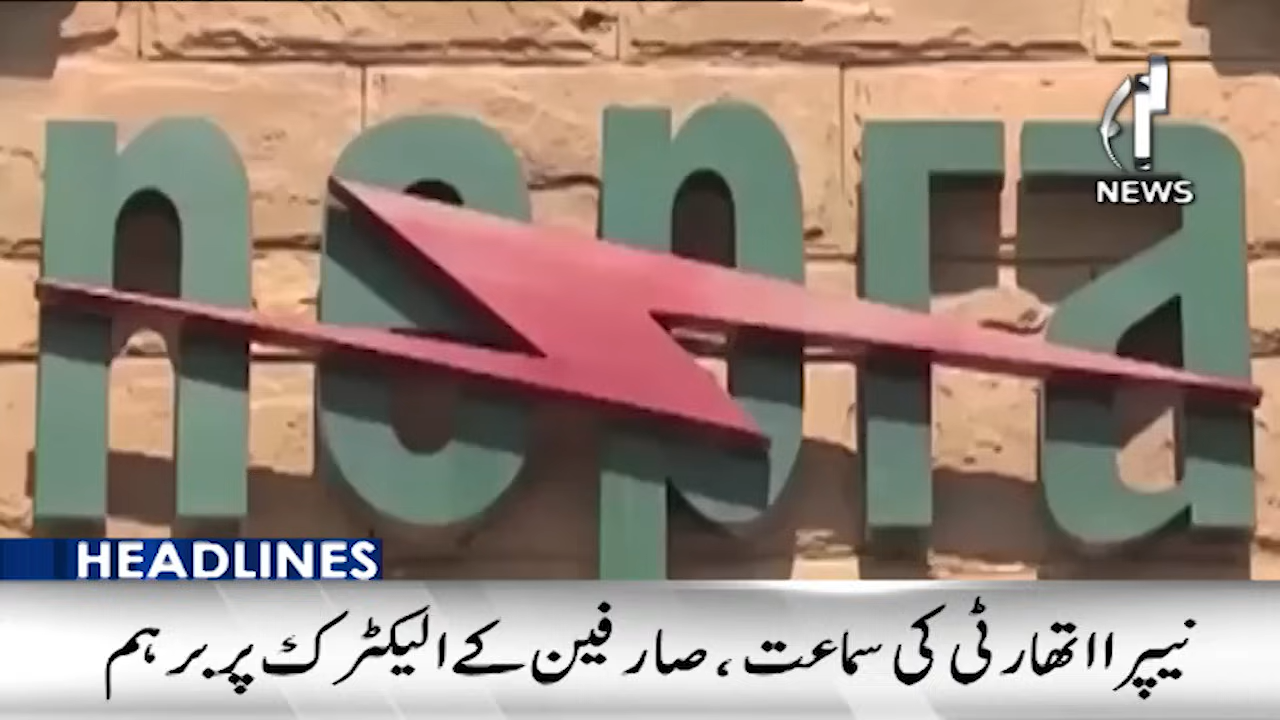 nepra
NEWS
HEADLINES
نیپرا اتھارٹی کی سماعت، صارفین کے الیکٹرک پر برہم